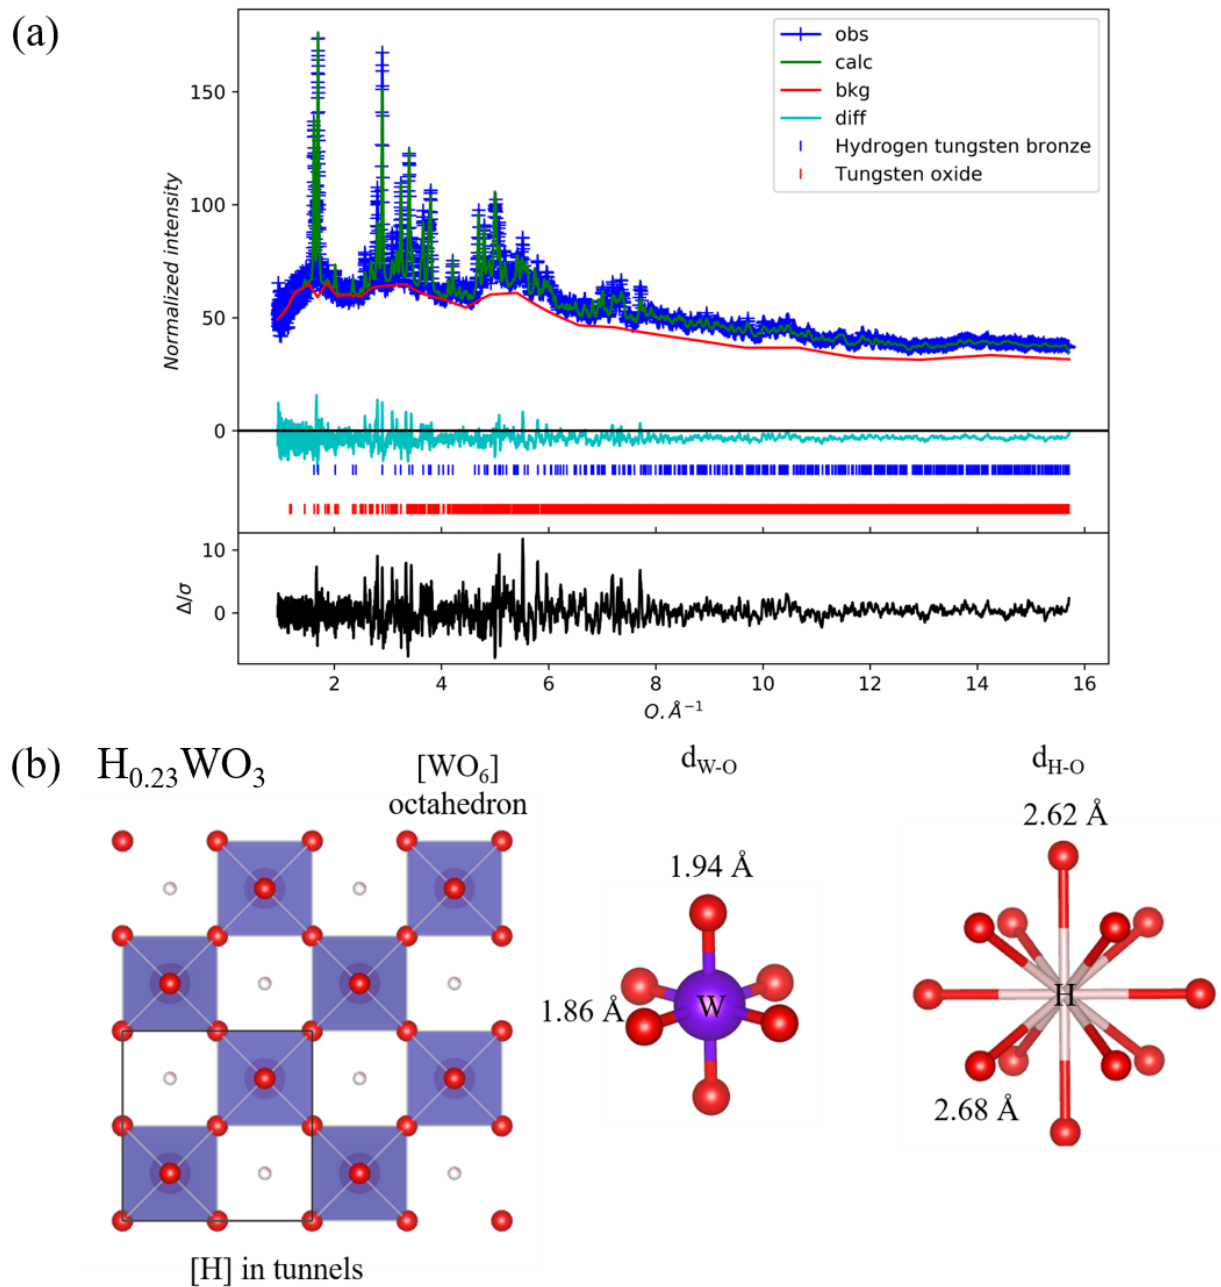 (a)
obs
calc
bkg
diff
Hydrogen tungsten bronze
Tungsten oxide
Normalized intensity
150
100
50
0
Δ/σ
10
0
2 4 6 8 10 12 14 16
Q, Å⁻¹
(b) H₀.₂₃WO₃
[WO₆]
octahedron
[H] in tunnels
d_W-O
1.94 Å
1.86 Å
W
d_H-O
2.62 Å
H
2.68 Å